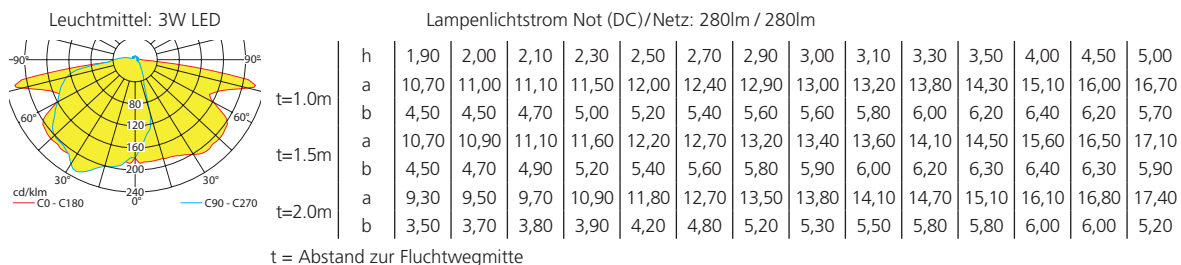 Leuchtmittel: 3W LED
Lampenlichtstrom Not (DC)/Netz: 280lm / 280lm
-90° 90°
60° 60°
30° 30°
80
120
160
200
240
0°
cd/klm
C0 - C180
C90 - C270
h 1,90 2,00 2,10 2,30 2,50 2,70 2,90 3,00 3,10 3,30 3,50 4,00 4,50 5,00
t=1.0m
a 10,70 11,00 11,10 11,50 12,00 12,40 12,90 13,00 13,20 13,80 14,30 15,10 16,00 16,70
b 4,50 4,50 4,70 5,00 5,20 5,40 5,60 5,60 5,80 6,00 6,20 6,40 6,20 5,70
t=1.5m
a 10,70 10,90 11,10 11,60 12,20 12,70 13,20 13,40 13,60 14,10 14,50 15,60 16,50 17,10
b 4,50 4,70 4,90 5,20 5,40 5,60 5,80 5,90 6,00 6,20 6,30 6,40 6,30 5,90
t=2.0m
a 9,30 9,50 9,70 10,90 11,80 12,70 13,50 13,80 14,10 14,70 15,10 16,10 16,80 17,40
b 3,50 3,70 3,80 3,90 4,20 4,80 5,20 5,30 5,50 5,80 5,80 6,00 6,00 5,20
t = Abstand zur Fluchtwegmitte